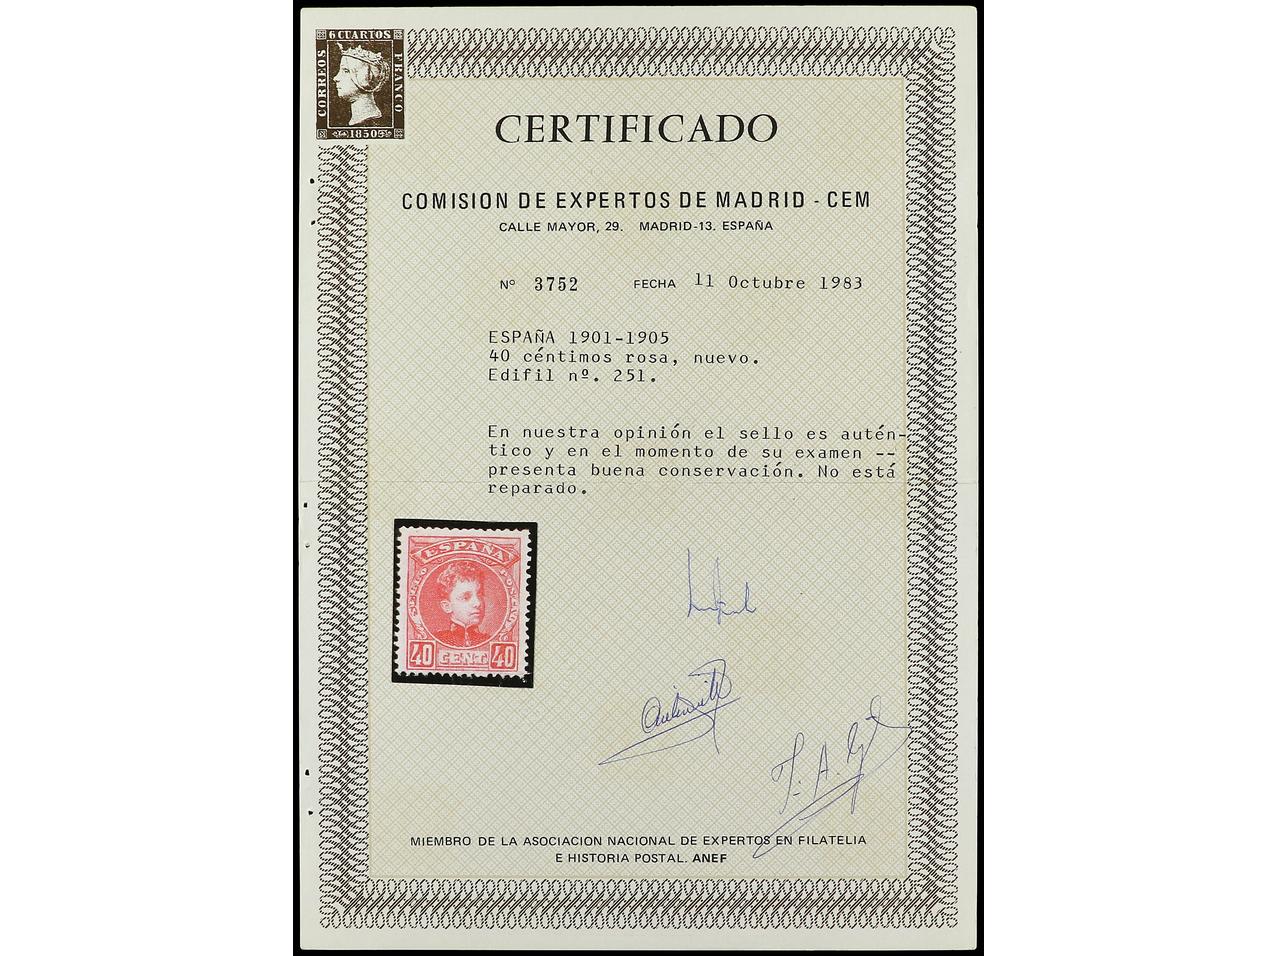 6 CUARTOS
CORREOS
FRANCO
1850
CERTIFICADO
COMISION DE EXPERTOS DE MADRID - CEM
CALLE MAYOR, 29. MADRID-13. ESPAÑA
Nº 3752 FECHA 11 Octubre 1983
ESPAÑA 1901-1905
40 céntimos rosa, nuevo.
Edifil nº. 251.
En nuestra opinión el sello es autén-
tico y en el momento de su examen --
presenta buena conservación. No está
reparado.
ESPAÑA
40 CENT 40
MIEMBRO DE LA ASOCIACION NACIONAL DE EXPERTOS EN FILATELIA
E HISTORIA POSTAL. ANEF